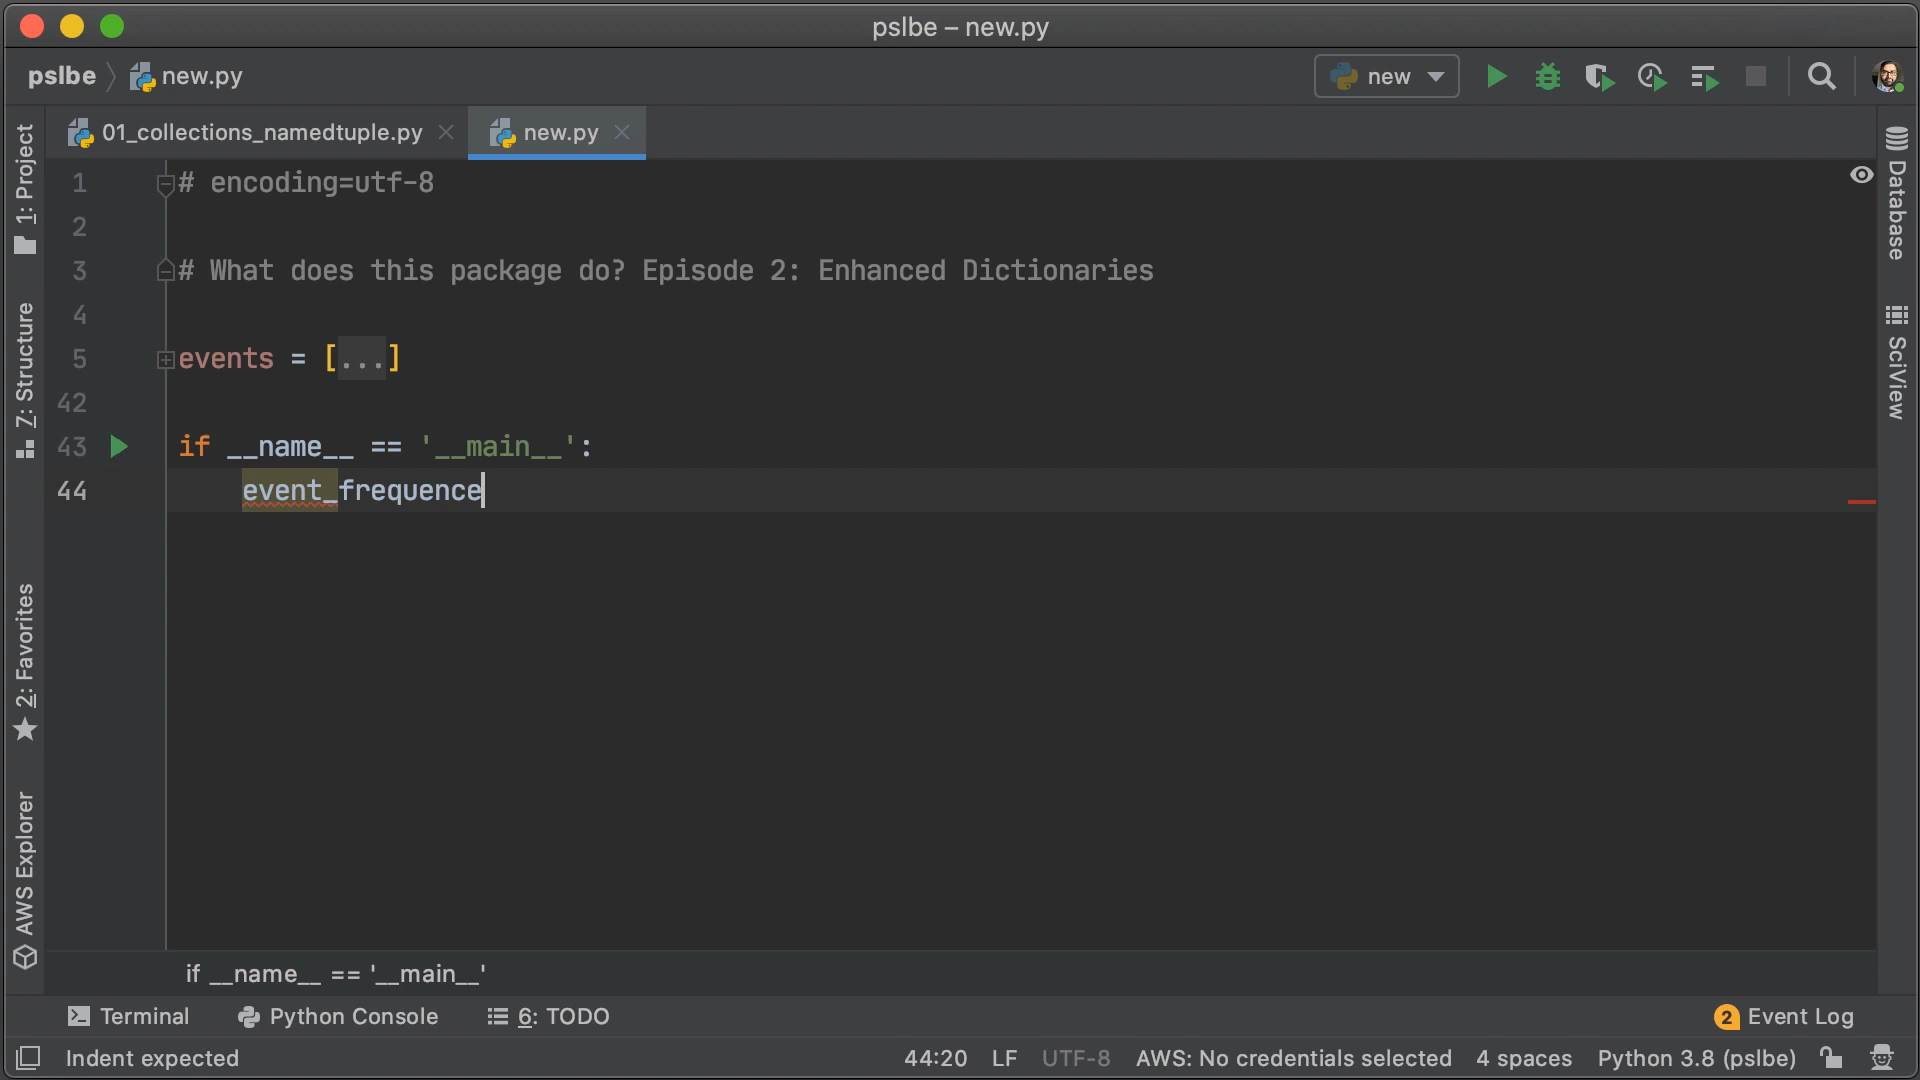 pslbe – new.py
pslbe new.py
new
01_collections_namedtuple.py new.py
1: Project
7: Structure
2: Favorites
AWS Explorer
1 # encoding=utf-8
2
3 # What does this package do? Episode 2: Enhanced Dictionaries
4
5 events = [...]
42
43 if __name__ == '__main__':
44 event_frequence
Database
SciView
if __name__ == '__main__'
Terminal Python Console 6: TODO 2 Event Log
Indent expected 44:20 LF UTF-8 AWS: No credentials selected 4 spaces Python 3.8 (pslbe)